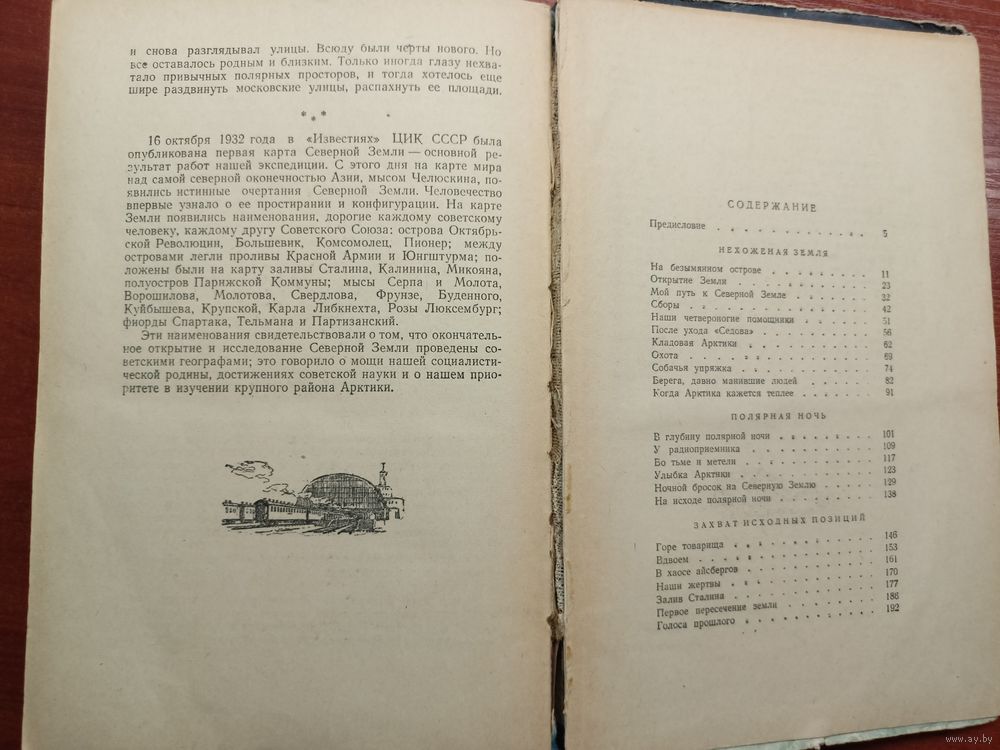 и снова разглядывал улицы. Всюду были черты нового. Но
все оставалось родным и близким. Только иногда глазу нехва-
тало привычных полярных просторов, и тогда хотелось еще
шире раздвинуть московские улицы, распахнуть ее площади.
* * *
16 октября 1932 года в «Известиях» ЦИК СССР была
опубликована первая карта Северной Земли — основной ре-
зультат работ нашей экспедиции. С этого дня на карте мира
над самой северной оконечностью Азии, мысом Челюскина, по-
явились истинные очертания Северной Земли. Человечество
впервые узнало о ее простирании и конфигурации. На карте
Земли появились наименования, дорогие каждому советскому
человеку, каждому другу Советского Союза: острова Октябрь-
ской Революции, Большевик, Комсомолец, Пионер; между
островами легли проливы Красной Армии и Юнгштурма; по-
ложены были на карту заливы Сталина, Калинина, Микояна,
полуостров Парижской Коммуны; мысы Серпа и Молота,
Ворошилова, Молотова, Свердлова, Фрунзе, Буденного,
Куйбышева, Крупской, Карла Либкнехта, Розы Люксембург;
фиорды Спартака, Тельмана и Партизанский.
Эти наименования свидетельствовали о том, что окончатель-
ное открытие и исследование Северной Земли проведены со-
ветскими географами; это говорило о мощи нашей социалисти-
ческой родины, достижениях советской науки и о нашем прио-
ритете в изучении крупного района Арктики.
СОДЕРЖАНИЕ
Предисловие . . . . . . . . . . . . 5
НЕХОЖЕНАЯ ЗЕМЛЯ
На безымянном острове . . . . . . . . 11
Открытие Земли . . . . . . . . . . 23
Мой путь к Северной Земле . . . . . . 32
Сборы . . . . . . . . . . . . . 42
Наши четвероногие помощники . . . . . 51
После ухода «Седова» . . . . . . . . 56
Кладовая Арктики . . . . . . . . . 62
Охота . . . . . . . . . . . . . 69
Собачья упряжка . . . . . . . . . 74
Берега, давно манившие людей . . . . . 82
Когда Арктика кажется теплее . . . . . 91
ПОЛЯРНАЯ НОЧЬ
В глубину полярной ночи . . . . . . . 101
У радиоприемника . . . . . . . . . 109
Во тьме и метели . . . . . . . . . 117
Улыбка Арктики . . . . . . . . . . 123
Ночной бросок на Северную Землю . . . . 129
На исходе полярной ночи . . . . . . . 138
ЗАХВАТ ИСХОДНЫХ ПОЗИЦИЙ
Горе товарища . . . . . . . . . . 146
Вдвоем . . . . . . . . . . . . 153
В хаосе айсбергов . . . . . . . . . 161
Наши жертвы . . . . . . . . . . 170
Залив Сталина . . . . . . . . . . 177
Первое пересечение земли . . . . . . 186
Голоса прошлого . . . . . . . . . 192
www.ay.by